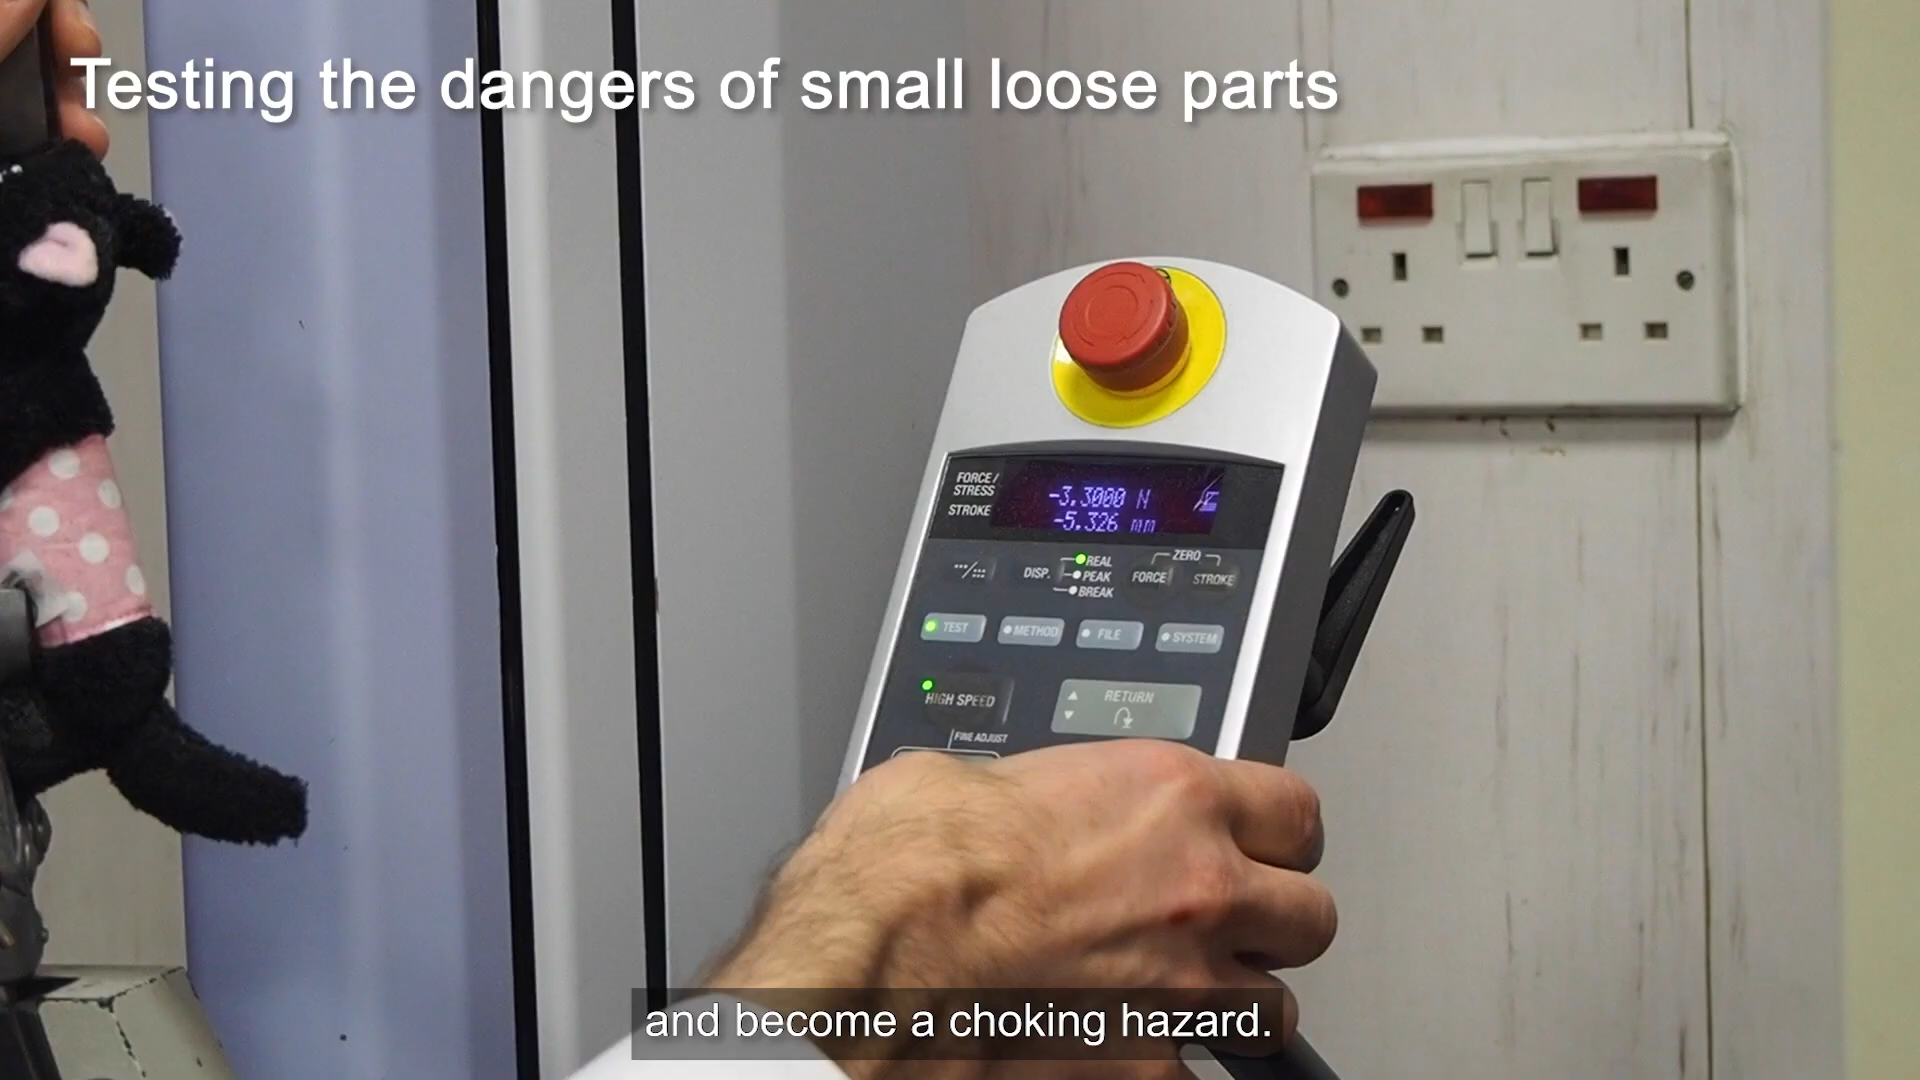 Testing the dangers of small loose parts
FORCE/
STRESS
STROKE
-3.3000 N
-5.326 mm
DISP.
REAL
PEAK
BREAK
ZERO
FORCE
STROKE
TEST
METHOD
FILE
SYSTEM
HIGH SPEED
RETURN
FINE ADJUST
and become a choking hazard.